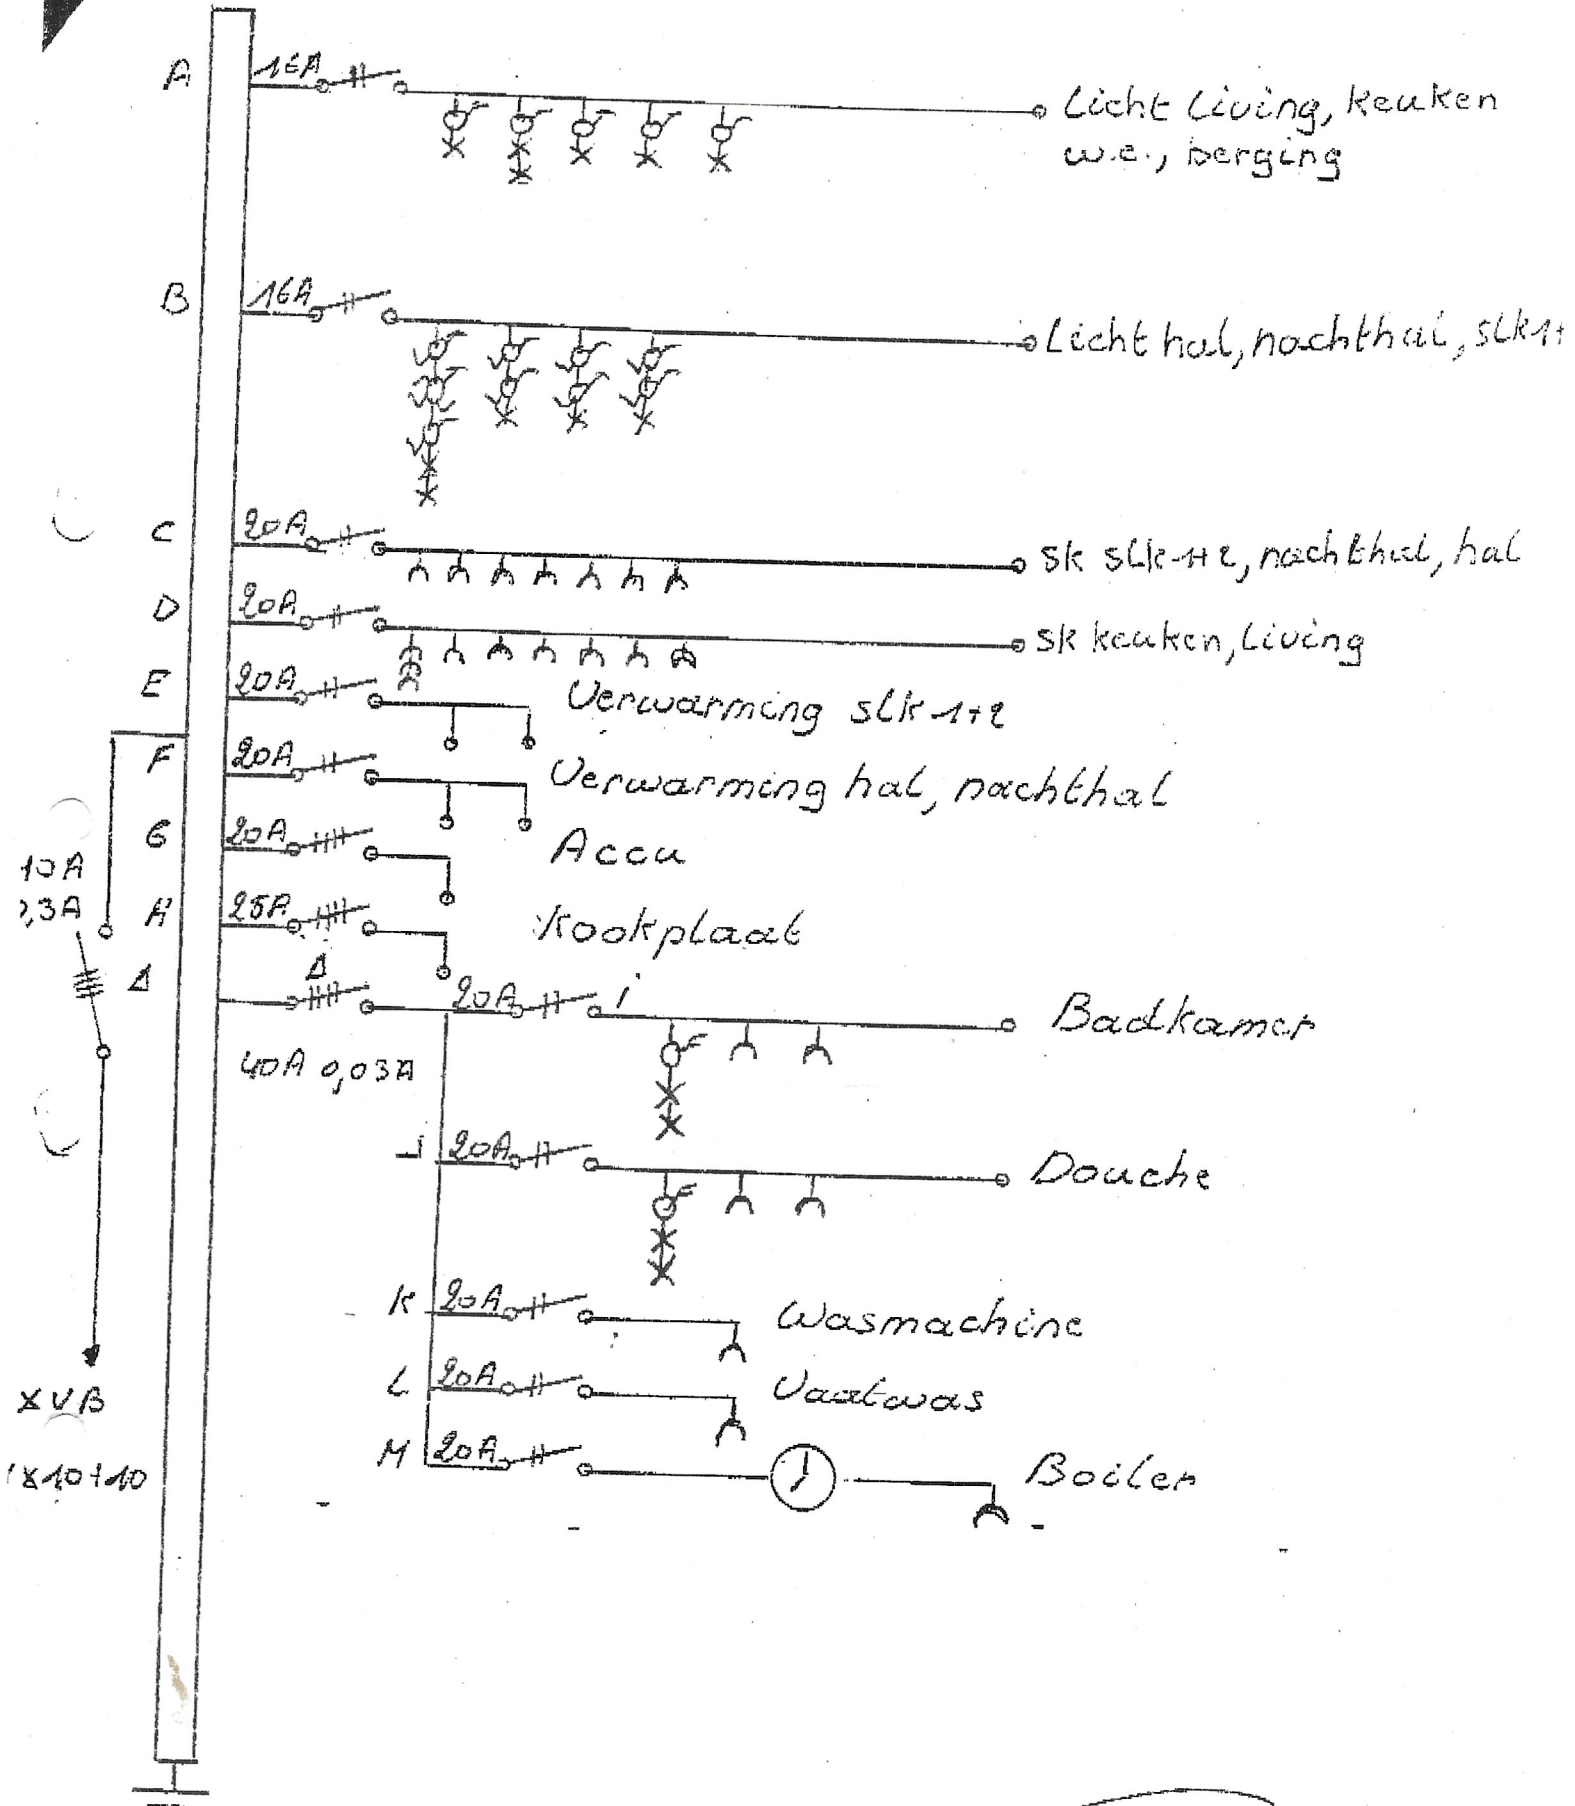 A 16A Licht Living, keuken
w.c., berging
B 16A Licht hal, nachthal, slk1+
C 20A sk slk 1+2, nachthal, hal
D 20A sk keuken, living
E 20A Verwarming slk 1+2
F 20A Verwarming hal, nachthal
G 20A Accu
10A
,3A
H 25A Kookplaat
Δ Δ 20A i Badkamer
40A 0,03A
J 20A Douche
K 20A Wasmachine
XVB
L 20A Vaatwas
M 20A Boiler
x10+10